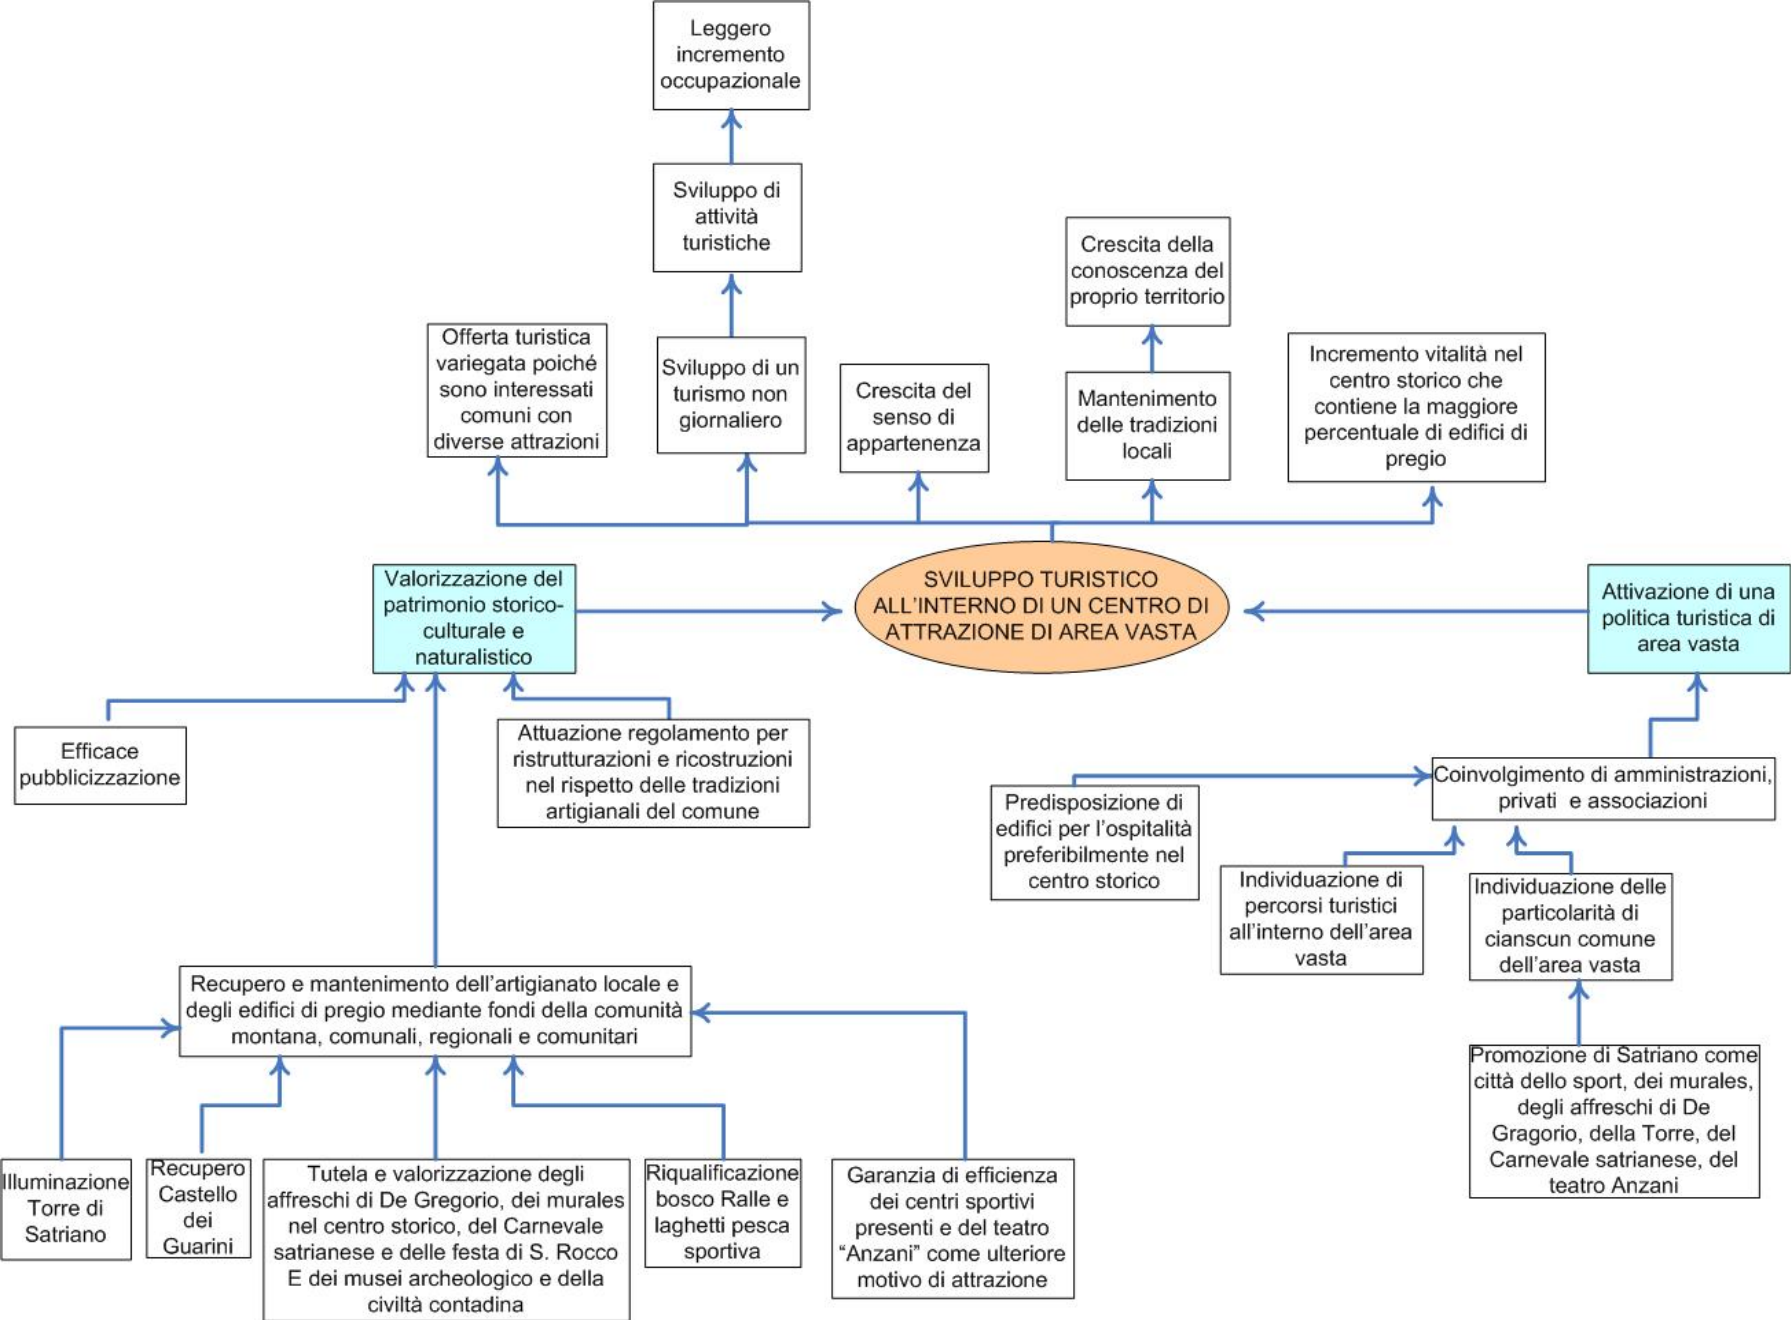 Leggero
incremento
occupazionale
Sviluppo di
attività
turistiche
Crescita della
conoscenza del
proprio territorio
Offerta turistica
variegata poiché
sono interessati
comuni con
diverse attrazioni
Sviluppo di un
turismo non
giornaliero
Crescita del
senso di
appartenenza
Mantenimento
delle tradizioni
locali
Incremento vitalità nel
centro storico che
contiene la maggiore
percentuale di edifici di
pregio
Valorizzazione del
patrimonio storico-
culturale e
naturalistico
SVILUPPO TURISTICO
ALL’INTERNO DI UN CENTRO DI
ATTRAZIONE DI AREA VASTA
Attivazione di una
politica turistica di
area vasta
Efficace
pubblicizzazione
Attuazione regolamento per
ristrutturazioni e ricostruzioni
nel rispetto delle tradizioni
artigianali del comune
Coinvolgimento di amministrazioni,
privati e associazioni
Predisposizione di
edifici per l’ospitalità
preferibilmente nel
centro storico
Individuazione di
percorsi turistici
all’interno dell’area
vasta
Individuazione delle
particolarità di
cianscun comune
dell’area vasta
Recupero e mantenimento dell’artigianato locale e
degli edifici di pregio mediante fondi della comunità
montana, comunali, regionali e comunitari
Promozione di Satriano come
città dello sport, dei murales,
degli affreschi di De
Gragorio, della Torre, del
Carnevale satrianese, del
teatro Anzani
Illuminazione
Torre di
Satriano
Recupero
Castello
dei
Guarini
Tutela e valorizzazione degli
affreschi di De Gregorio, dei murales
nel centro storico, del Carnevale
satrianese e delle festa di S. Rocco
E dei musei archeologico e della
civiltà contadina
Riqualificazione
bosco Ralle e
laghetti pesca
sportiva
Garanzia di efficienza
dei centri sportivi
presenti e del teatro
“Anzani” come ulteriore
motivo di attrazione